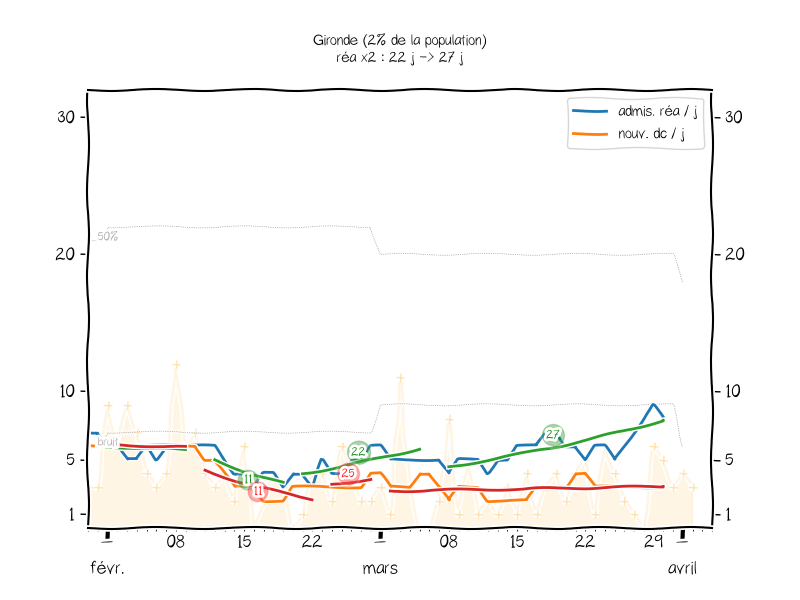 Gironde (2% de la population)
réa x2 : 22 j -> 27 j
admis. réa / j
nouv. dc / j
30
30
50%
20
20
10
10
bruit
27
22
25
5
5
11
11
1
1
08
15
22
08
15
22
29
févr.
mars
avril